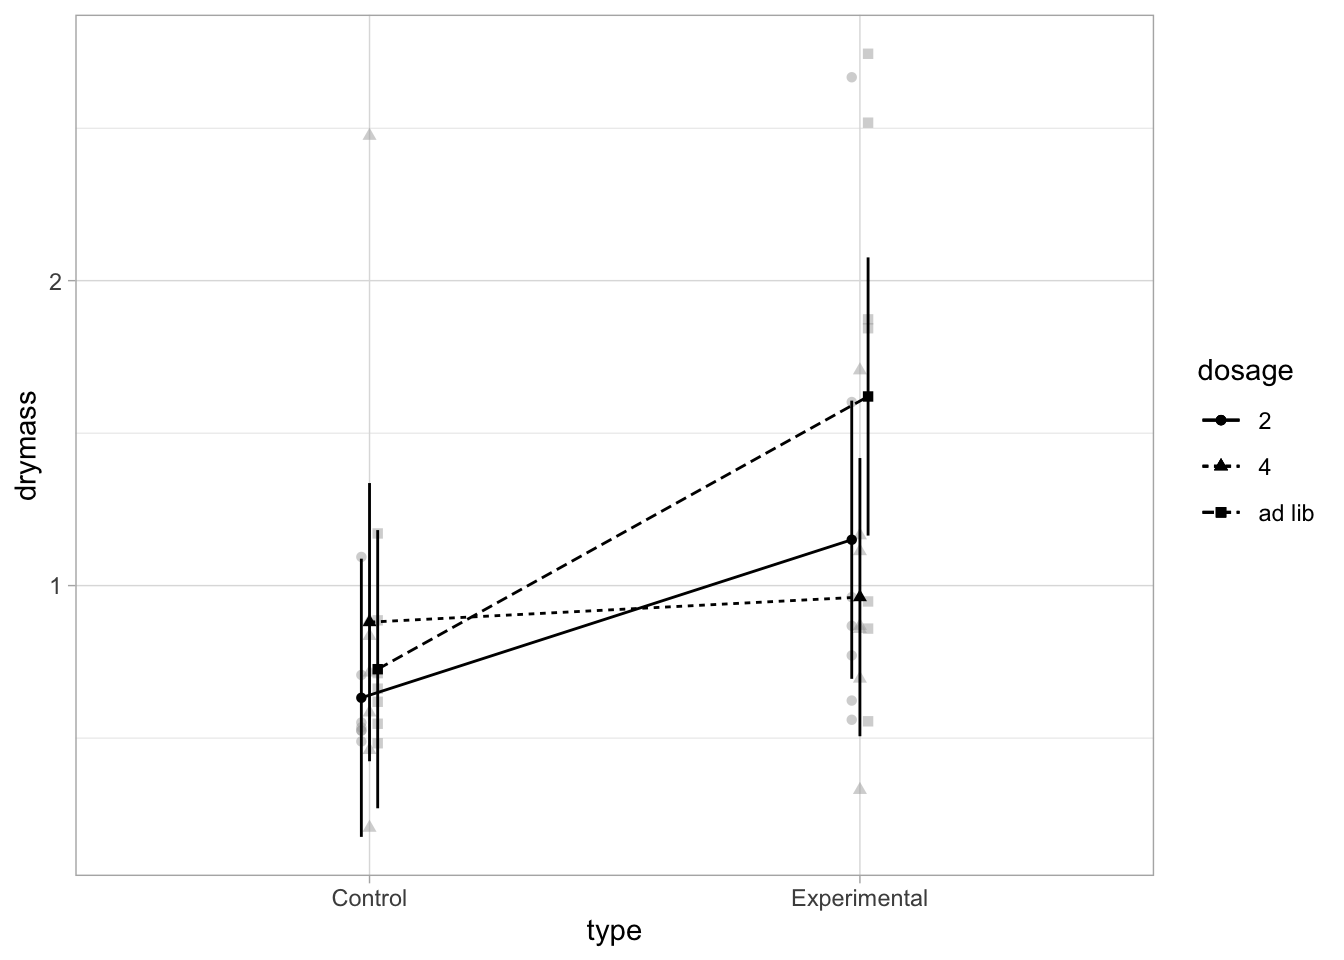 drymass
2
1
Control
Experimental
type
dosage
2
4
ad lib